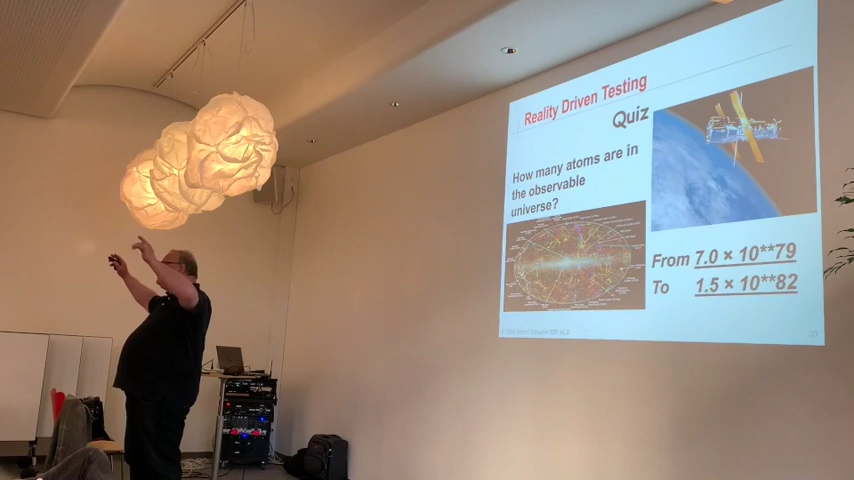 Reality Driven Testing
Quiz
How many atoms are in
the observable
universe?
From 7.0 × 10**79
To 1.5 × 10**82